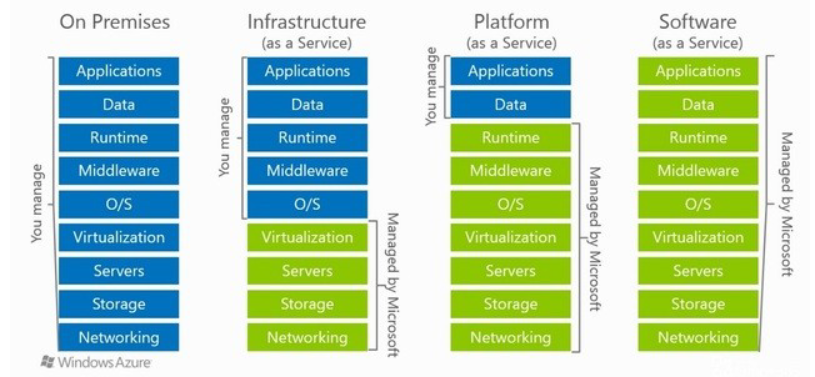 On Premises
You manage
Applications
Data
Runtime
Middleware
O/S
Virtualization
Servers
Storage
Networking
Infrastructure
(as a Service)
You manage
Applications
Data
Runtime
Middleware
O/S
Virtualization
Servers
Storage
Networking
Managed by Microsoft
Platform
(as a Service)
You manage
Applications
Data
Runtime
Middleware
O/S
Virtualization
Servers
Storage
Networking
Managed by Microsoft
Software
(as a Service)
Applications
Data
Runtime
Middleware
O/S
Virtualization
Servers
Storage
Networking
Managed by Microsoft
Windows Azure